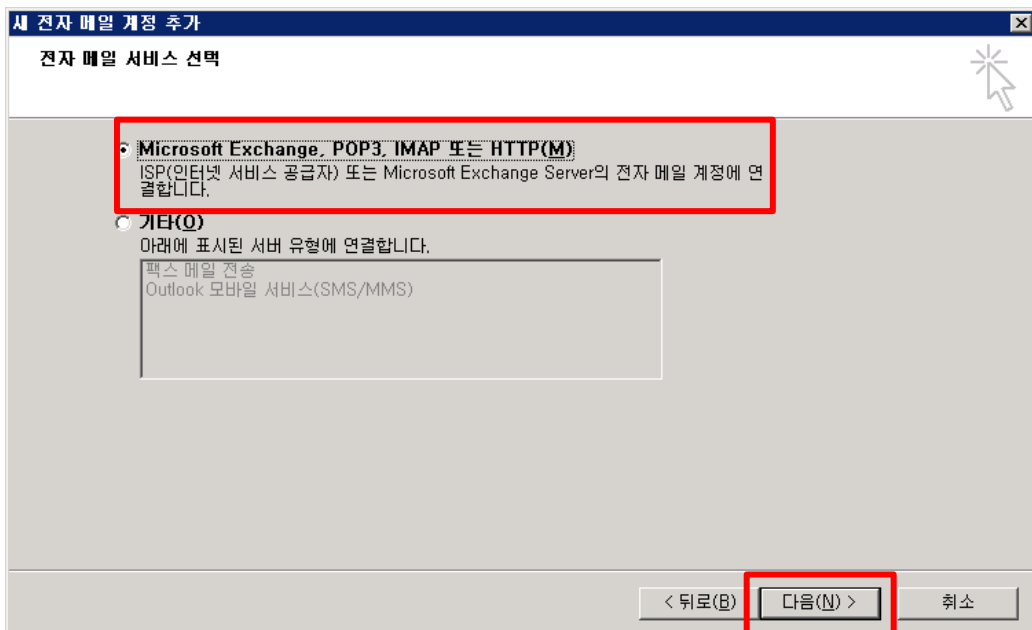 새 전자 메일 계정 추가
전자 메일 서비스 선택
Microsoft Exchange, POP3, IMAP 또는 HTTP(M)
ISP(인터넷 서비스 공급자) 또는 Microsoft Exchange Server의 전자 메일 계정에 연
결합니다.
기타(O)
아래에 표시된 서버 유형에 연결합니다.
팩스 메일 전송
Outlook 모바일 서비스(SMS/MMS)
< 뒤로(B) 다음(N) > 취소